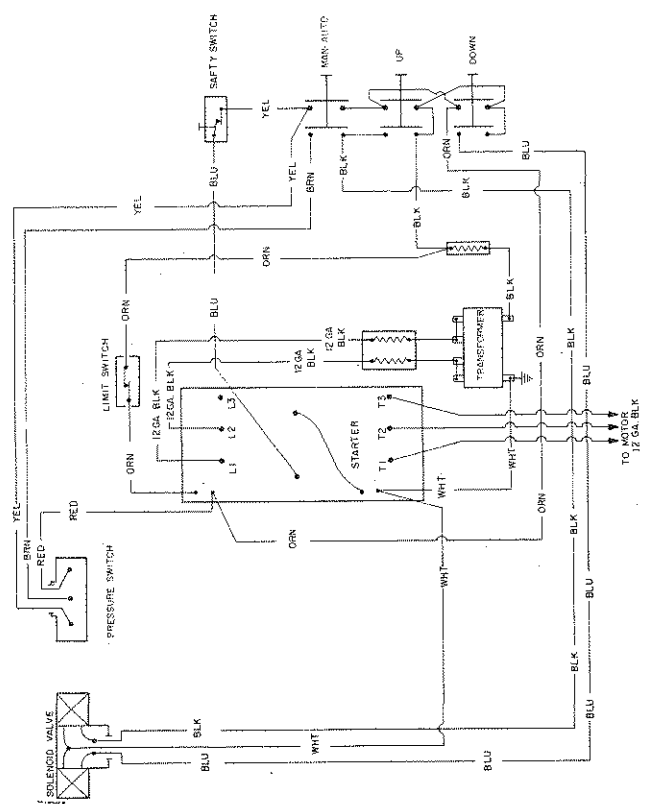 SAFTY SWITCH
MAN-AUTO
UP
DOWN
YEL
YEL
YEL
BRN
BLU
BLK
BLK
ORN
BLU
BLK
ORN
ORN
BLU
BLK
LIMIT SWITCH
12 GA BLK
12 GA. BLK
12 GA
BLK
12 GA
BLK
TRANSFORMER
ORN
BLK
BLU
L1
L2
L3
STARTER
T1
T2
T3
ORN
WHT
WHT
TO MOTOR
12 GA. BLK
YEL
BRN
RED
RED
PRESSURE SWITCH
ORN
ORN
WHT
BLK
BLU
BLK
BLU
SOLENOID VALVE
BLK
WHT
BLU
BLK
BLU